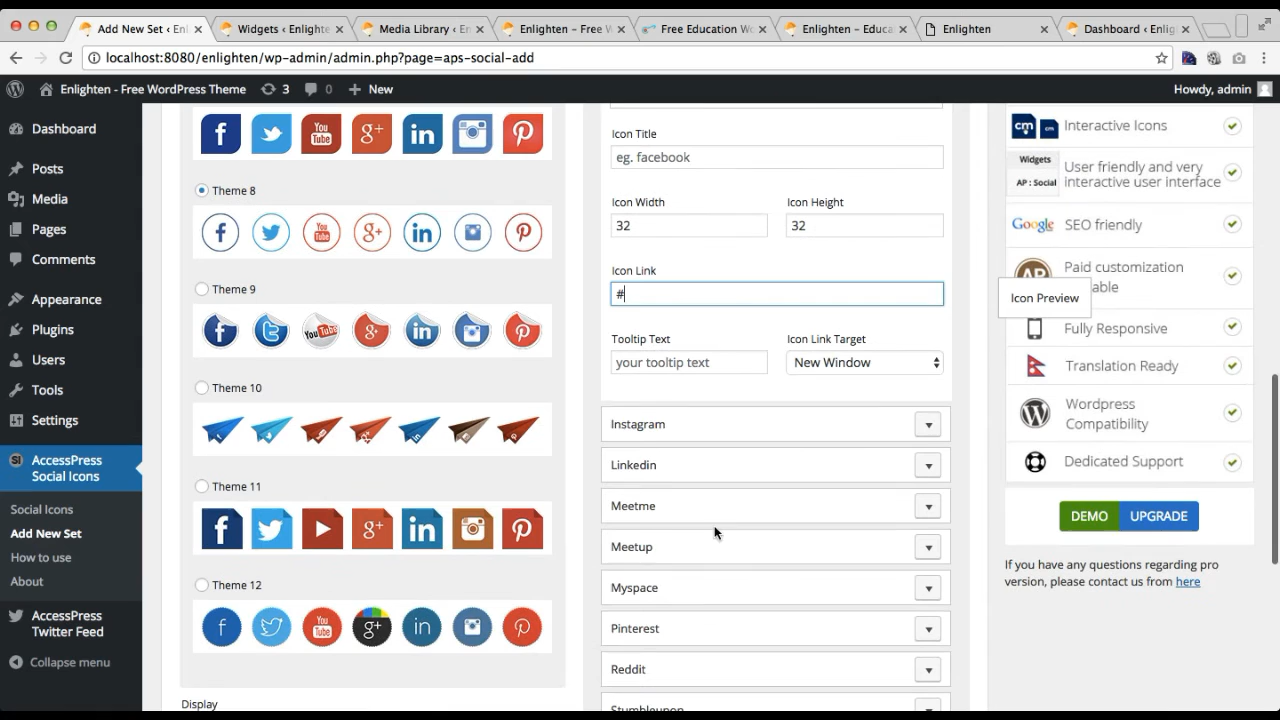 Add New Set ‹ Enl
Widgets ‹ Enlighte
Media Library ‹ En
Enlighten – Free W
Free Education Wo
Enlighten – Educa
Enlighten
Dashboard ‹ Enlig
localhost:8080/enlighten/wp-admin/admin.php?page=aps-social-add
Enlighten - Free WordPress Theme
3
0
New
Howdy, admin
Dashboard
Posts
Media
Pages
Comments
Appearance
Plugins
Users
Tools
Settings
AccessPress
Social Icons
Social Icons
Add New Set
How to use
About
AccessPress
Twitter Feed
Collapse menu
Theme 8
Theme 9
Theme 10
Theme 11
Theme 12
Display
Icon Title
eg. facebook
Icon Width
Icon Height
32
32
Icon Link
#
Tooltip Text
Icon Link Target
your tooltip text
New Window
Instagram
Linkedin
Meetme
Meetup
Myspace
Pinterest
Reddit
Stumbleupon
Interactive Icons
Widgets
AP : Social
User friendly and very
interactive user interface
Google
SEO friendly
Paid customization
Icon Preview
Fully Responsive
Translation Ready
Wordpress
Compatibility
Dedicated Support
DEMO
UPGRADE
If you have any questions regarding pro
version, please contact us from here